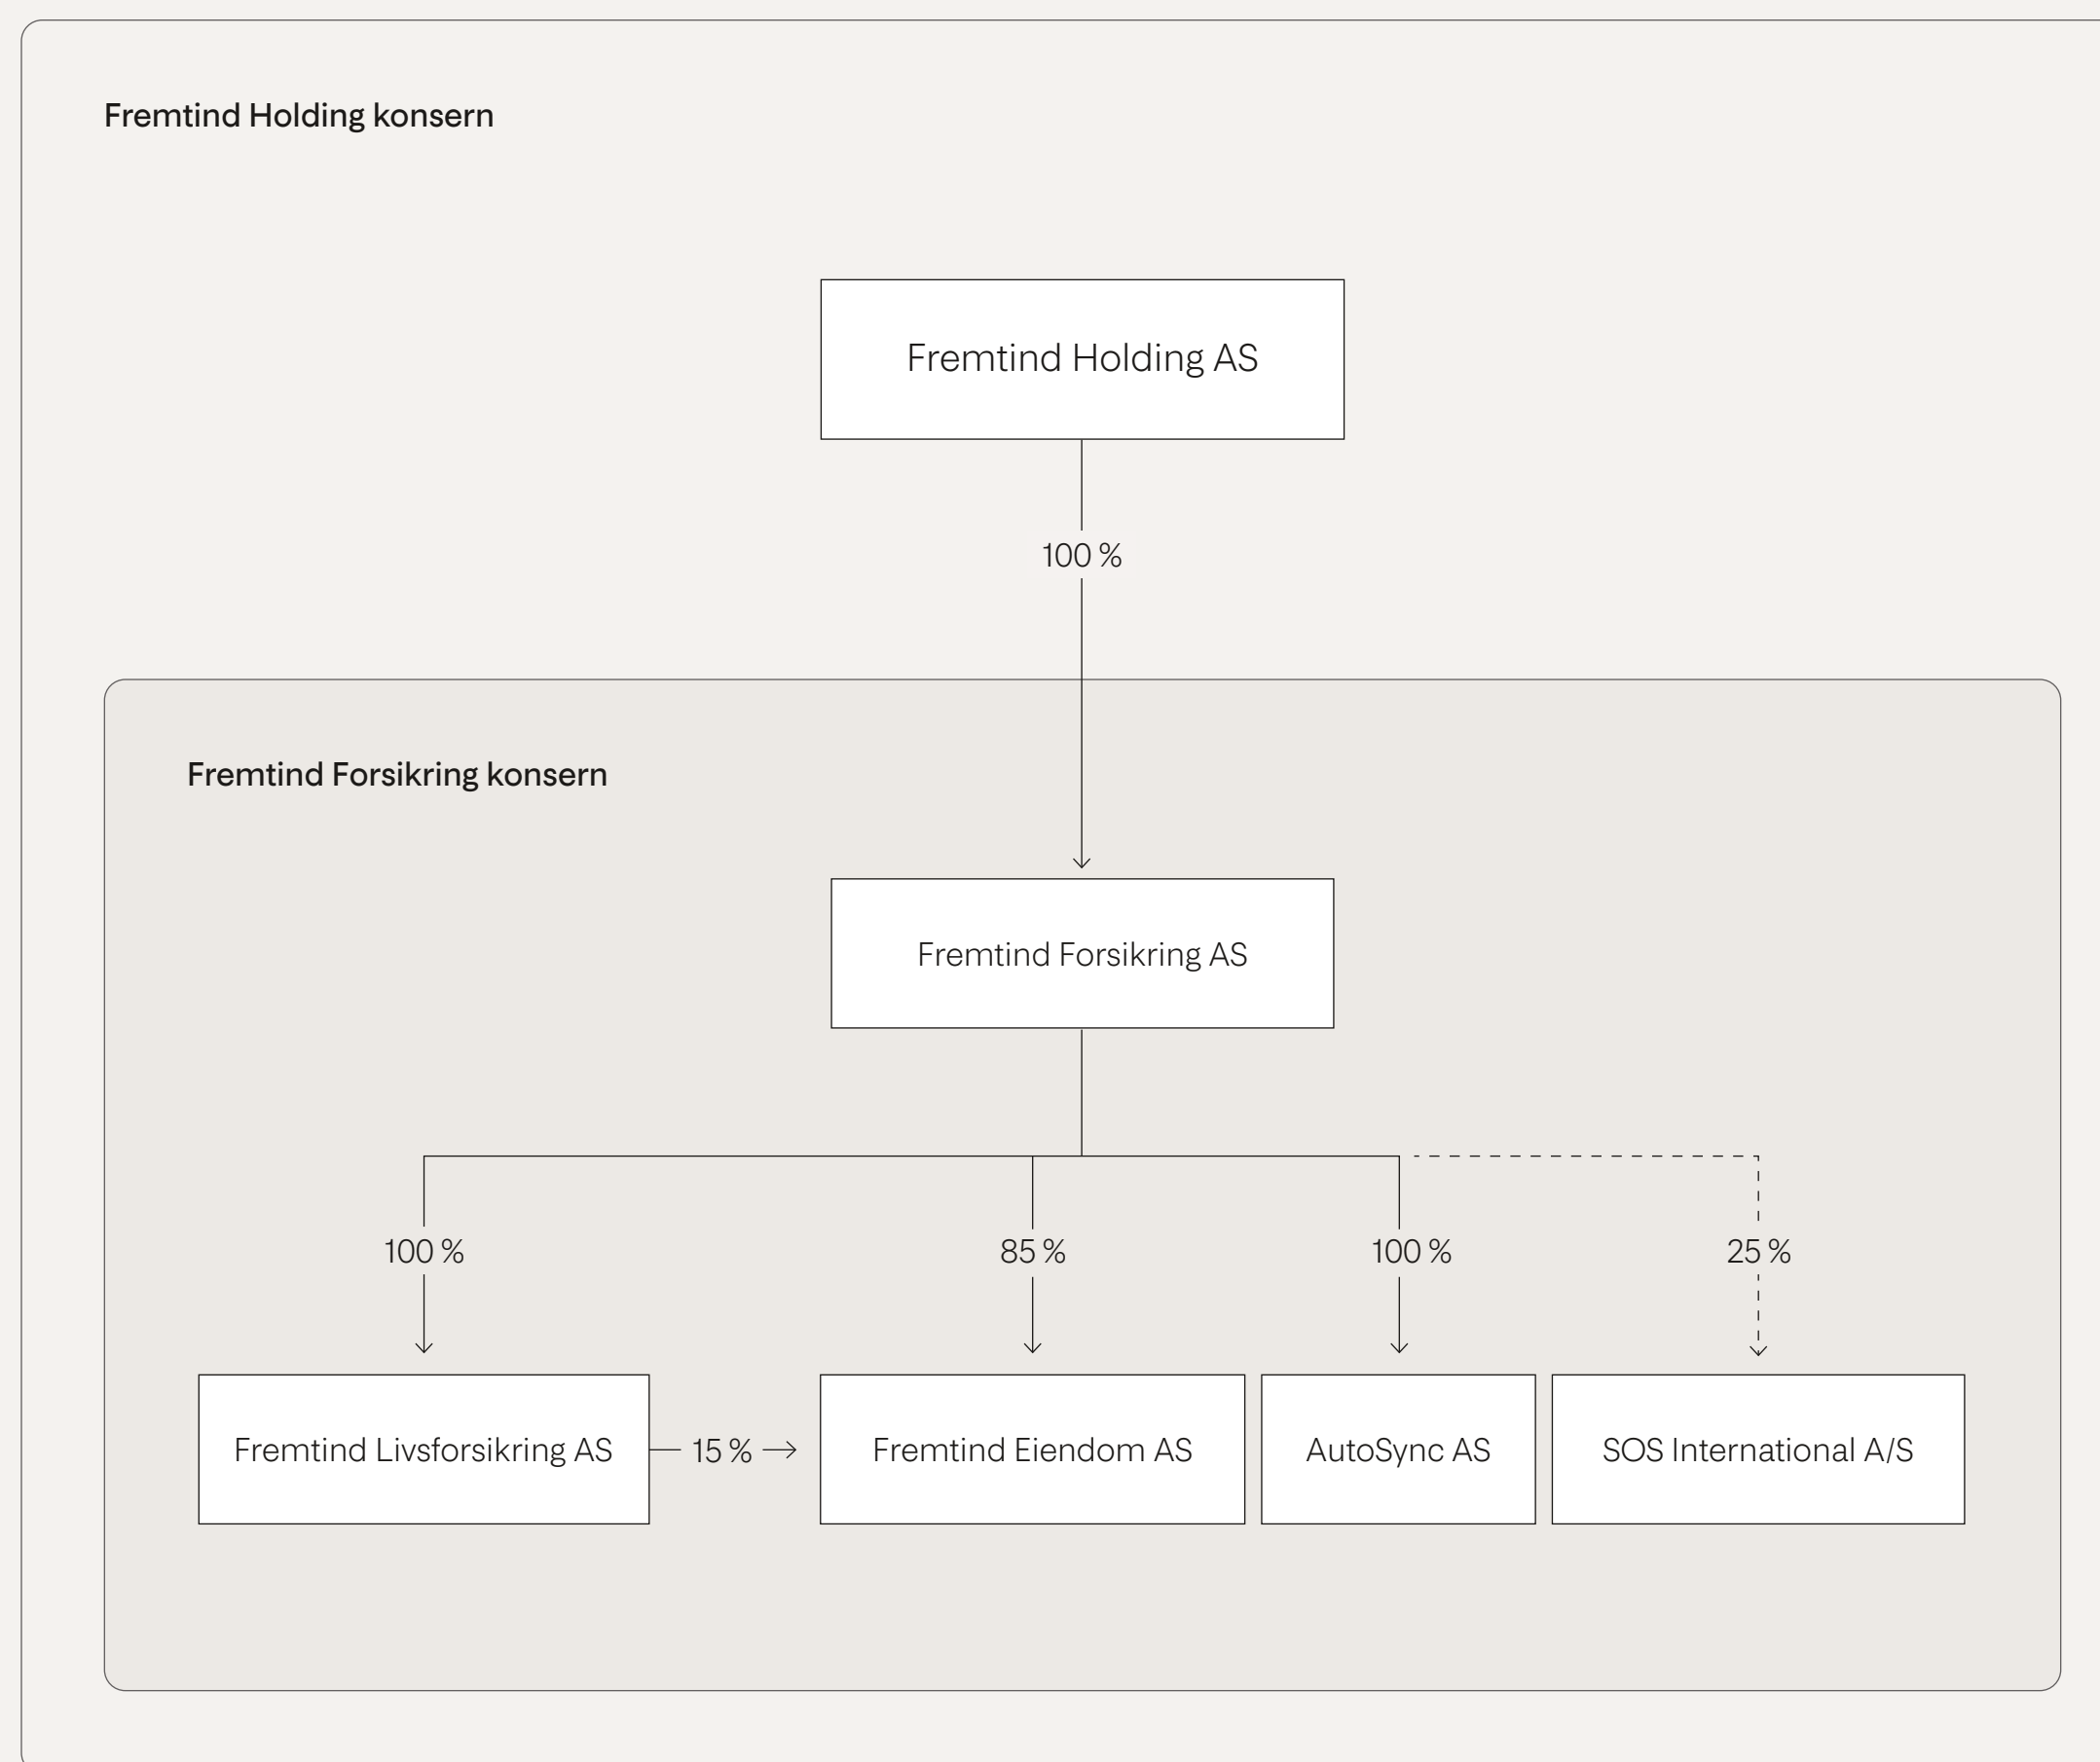 Fremtind Holding konsern
Fremtind Holding AS
100 %
Fremtind Forsikring konsern
Fremtind Forsikring AS
100 %
85 %
100 %
25 %
Fremtind Livsforsikring AS
15 %
Fremtind Eiendom AS
AutoSync AS
SOS International A/S